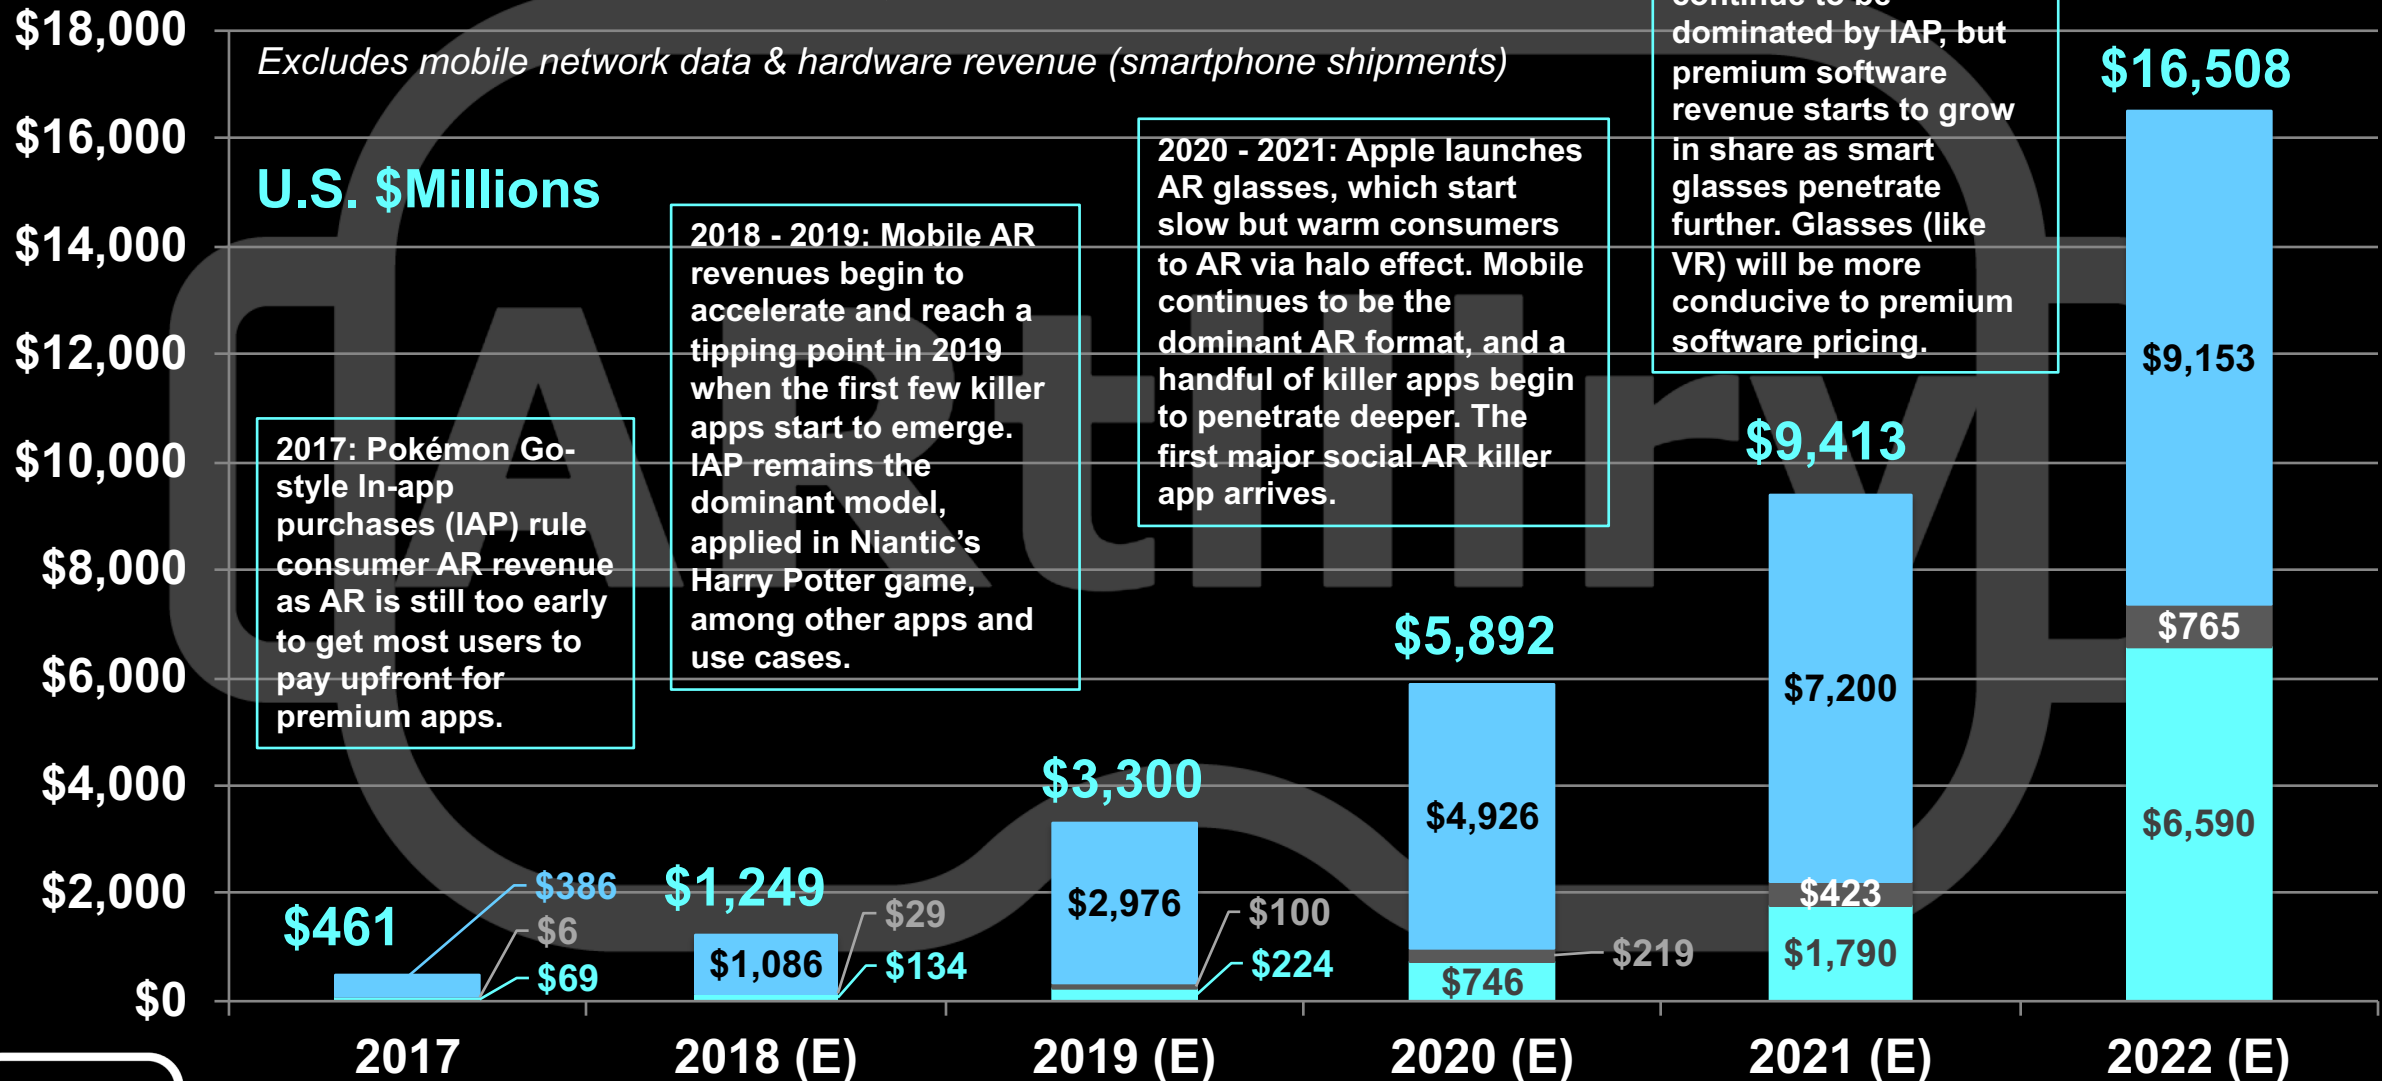 $18,000
$16,000
$14,000
$12,000
$10,000
$8,000
$6,000
$4,000
$2,000
$0
Excludes mobile network data & hardware revenue (smartphone shipments)
U.S. $Millions
2017: Pokémon Go-
style In-app
purchases (IAP) rule
consumer AR revenue
as AR is still too early
to get most users to
pay upfront for
premium apps.
2018 - 2019: Mobile AR
revenues begin to
accelerate and reach a
tipping point in 2019
when the first few killer
apps start to emerge.
IAP remains the
dominant model,
applied in Niantic’s
Harry Potter game,
among other apps and
use cases.
2020 - 2021: Apple launches
AR glasses, which start
slow but warm consumers
to AR via halo effect. Mobile
continues to be the
dominant AR format, and a
handful of killer apps begin
to penetrate deeper. The
first major social AR killer
app arrives.
continue to be
dominated by IAP, but
premium software
revenue starts to grow
in share as smart
glasses penetrate
further. Glasses (like
VR) will be more
conducive to premium
software pricing.
ARtillry
$461
$386
$6
$69
$1,249
$1,086
$29
$134
$3,300
$2,976
$100
$224
$5,892
$4,926
$219
$746
$9,413
$7,200
$423
$1,790
$16,508
$9,153
$765
$6,590
2017
2018 (E)
2019 (E)
2020 (E)
2021 (E)
2022 (E)